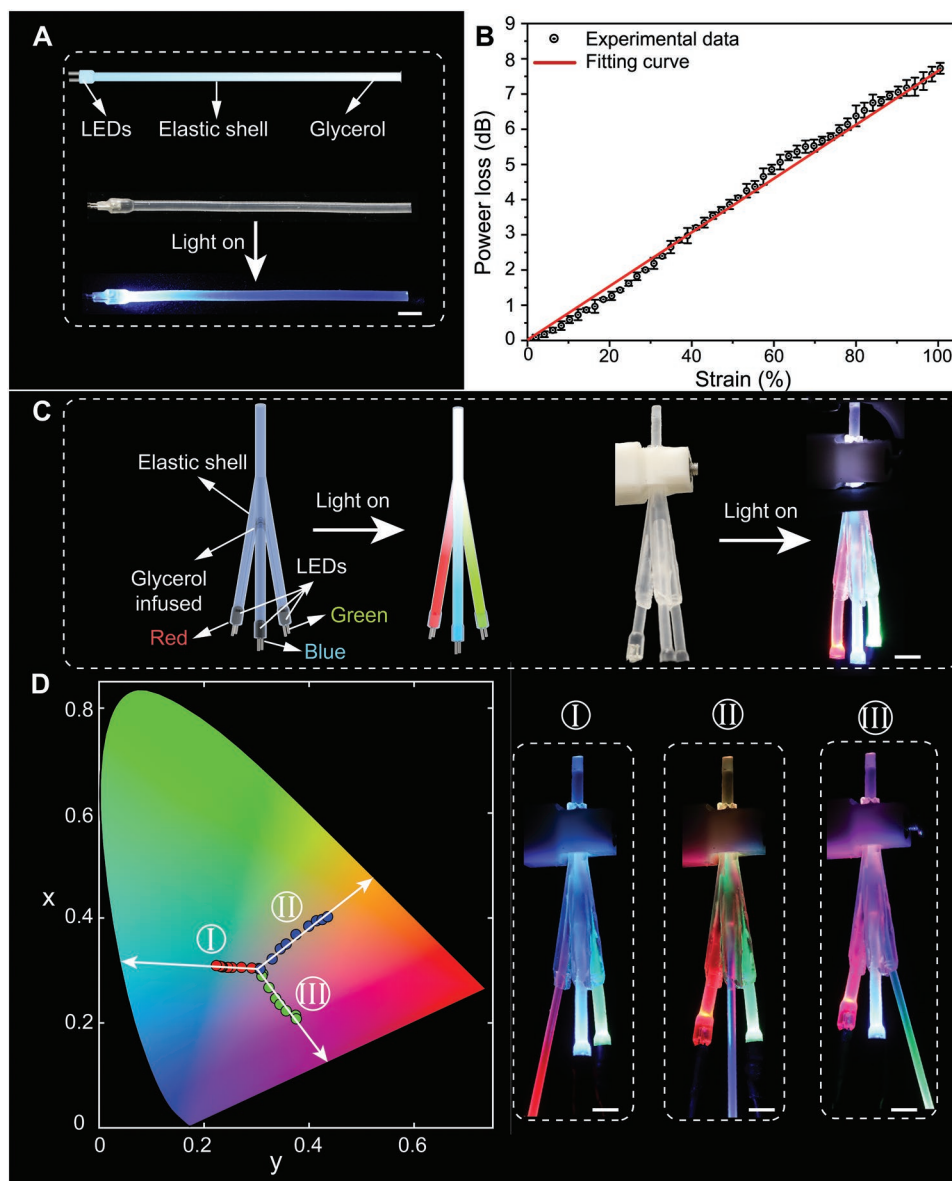 A
LEDs
Elastic shell
Glycerol
Light on
B
Experimental data
Fitting curve
Poweer loss (dB)
9
8
7
6
5
4
3
2
1
0
0
20
40
60
80
100
Strain (%)
C
Elastic shell
Light on
Glycerol
infused
LEDs
Red
Green
Blue
Light on
D
0.8
0.6
x
0.4
0.2
0
0
0.2
0.4
0.6
y
Ⅰ
Ⅱ
Ⅲ
Ⅰ
Ⅱ
Ⅲ